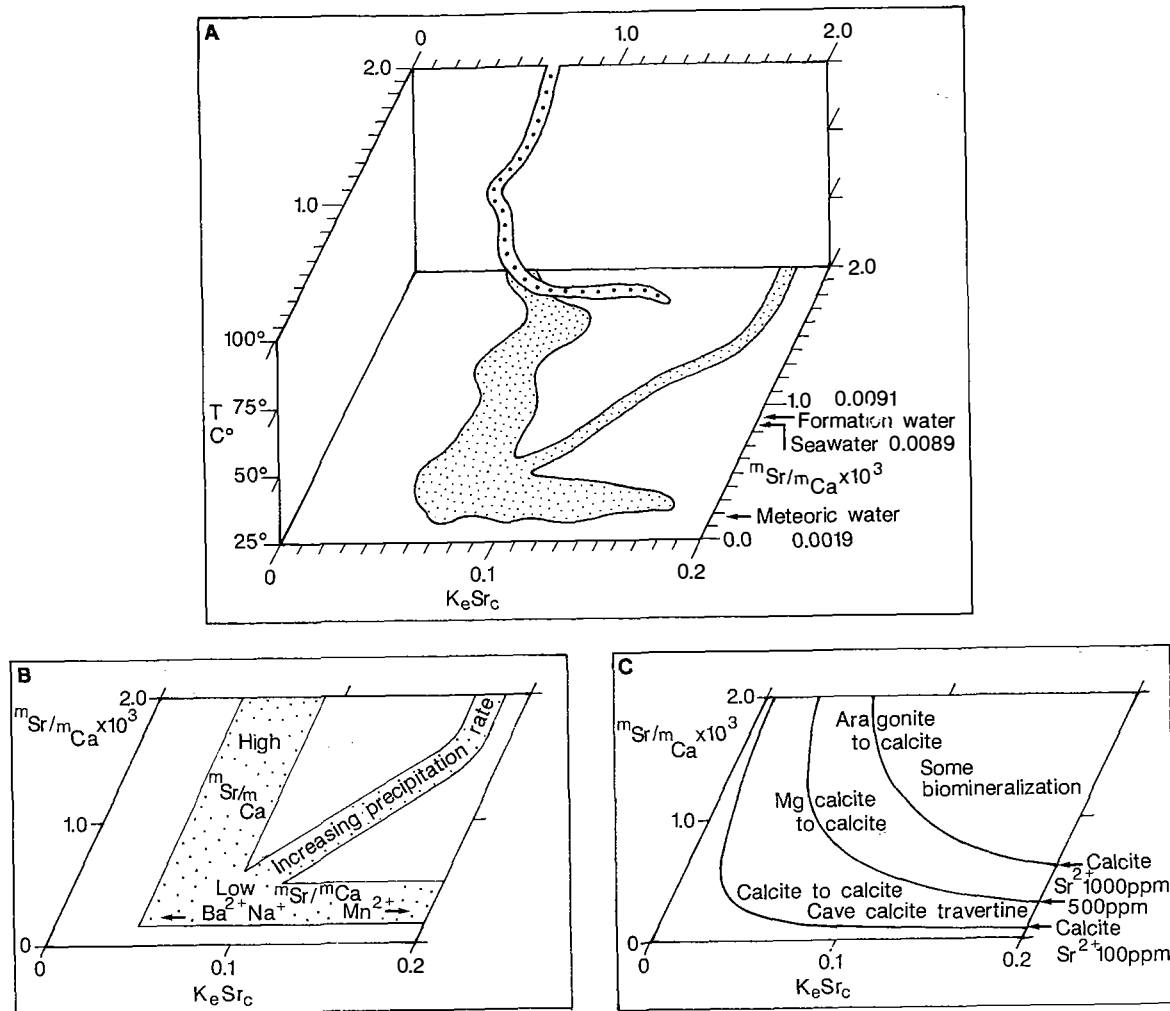 A
0 1.0 2.0
2.0
1.0
100°
T 75°
C°
50°
25°
0 0.1 0.2
KeSrc
2.0
1.0 0.0091
Formation water
Seawater 0.0089
mSr/mCa x10³
Meteoric water
0.0 0.0019
B
2.0
mSr/mCa x10³
1.0
0
High
mSr/mCa
Increasing precipitation rate
Low mSr/mCa
Ba²⁺ Na⁺ Mn²⁺
0 0.1 0.2
KeSrc
C
2.0
mSr/mCa x10³
1.0
0
Aragonite
to calcite
Some
biomineralization
Mg calcite
to calcite
Calcite to calcite
Cave calcite travertine
Calcite
Sr²⁺ 1000ppm
500ppm
Calcite
Sr²⁺ 100ppm
0 0.1 0.2
KeSrc